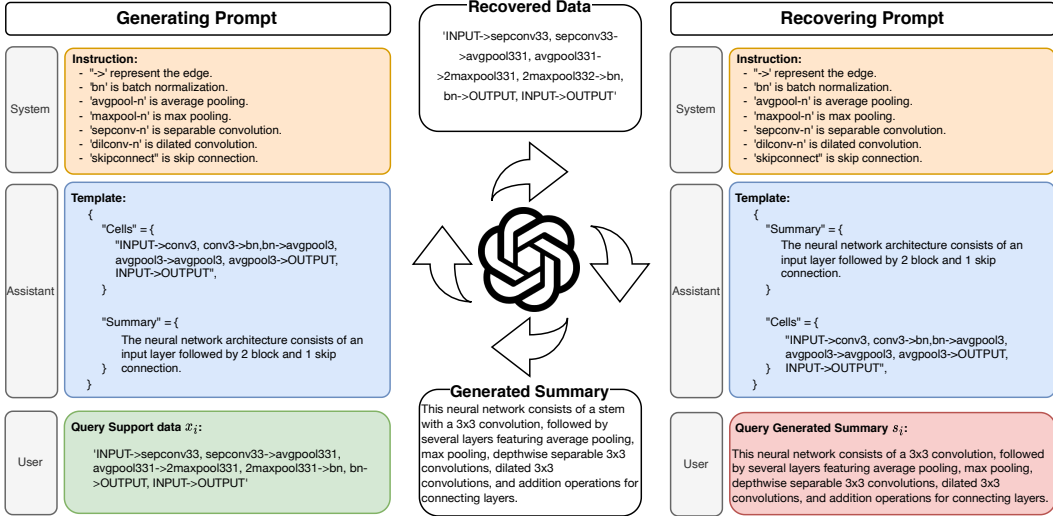 Generating Prompt
System
Instruction:
- "->' represent the edge.
- 'bn' is batch normalization.
- 'avgpool-n' is average pooling.
- 'maxpool-n' is max pooling.
- 'sepconv-n' is separable convolution.
- 'dilconv-n' is dilated convolution.
- 'skipconnect" is skip connection.
Assistant
Template:
{
"Cells" = {
"INPUT->conv3, conv3->bn,bn->avgpool3,
avgpool3->avgpool3, avgpool3->OUTPUT,
INPUT->OUTPUT",
}
"Summary" = {
The neural network architecture consists of an
input layer followed by 2 block and 1 skip
} connection.
}
User
Query Support data x_i:
'INPUT->sepconv33, sepconv33->avgpool331,
avgpool331->2maxpool331, 2maxpool331->bn, bn-
>OUTPUT, INPUT->OUTPUT'
Recovered Data
'INPUT->sepconv33, sepconv33-
>avgpool331, avgpool331-
>2maxpool331, 2maxpool332->bn,
bn->OUTPUT, INPUT->OUTPUT'
Generated Summary
This neural network consists of a stem
with a 3x3 convolution, followed by
several layers featuring average pooling,
max pooling, depthwise separable 3x3
convolutions, dilated 3x3
convolutions, and addition operations for
connecting layers.
Recovering Prompt
System
Instruction:
- "->' represent the edge.
- 'bn' is batch normalization.
- 'avgpool-n' is average pooling.
- 'maxpool-n' is max pooling.
- 'sepconv-n' is separable convolution.
- 'dilconv-n' is dilated convolution.
- 'skipconnect" is skip connection.
Assistant
Template:
{
"Summary" = {
The neural network architecture consists of an
input layer followed by 2 block and 1 skip
connection.
}
"Cells" = {
"INPUT->conv3, conv3->bn,bn->avgpool3,
avgpool3->avgpool3, avgpool3->OUTPUT,
} INPUT->OUTPUT",
}
User
Query Generated Summary s_i:
This neural network consists of a 3x3 convolution, followed
by several layers featuring average pooling, max pooling,
depthwise separable 3x3 convolutions, dilated 3x3
convolutions, and addition operations for connecting layers.